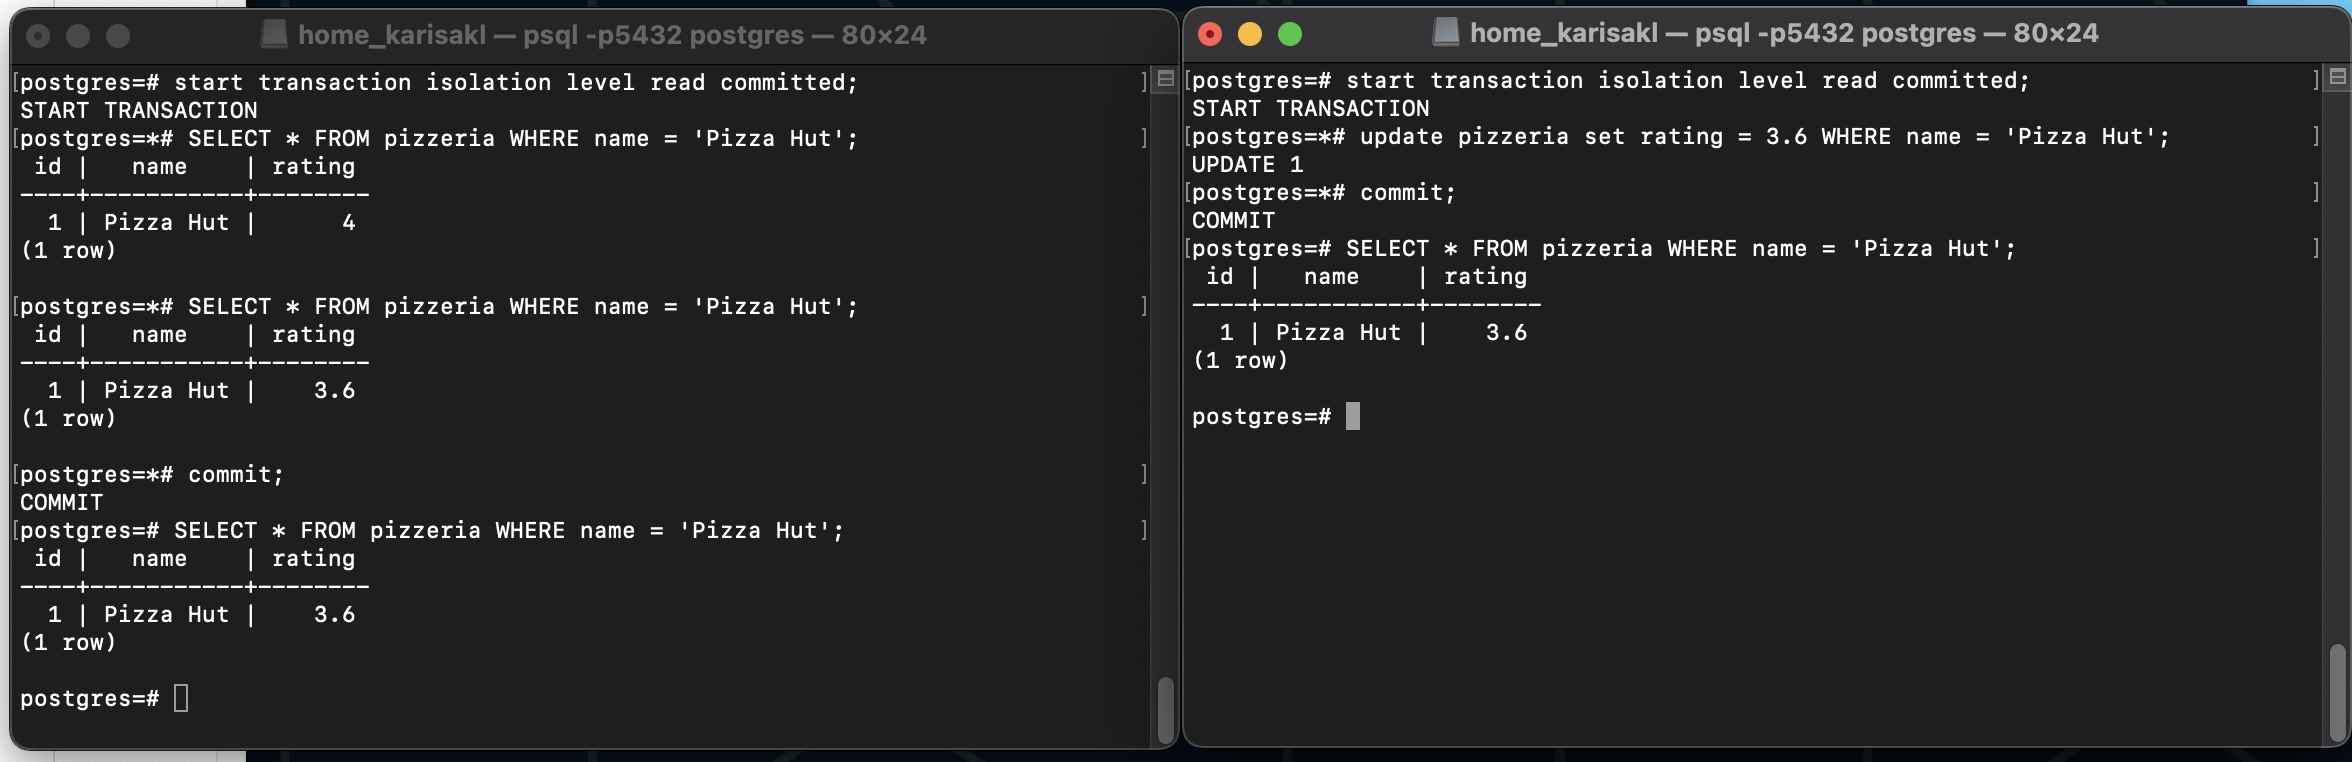 home_karisakl — psql -p5432 postgres — 80×24
[postgres=# start transaction isolation level read committed; ]
START TRANSACTION
[postgres=*# SELECT * FROM pizzeria WHERE name = 'Pizza Hut'; ]
 id |   name    | rating
----+-----------+--------
  1 | Pizza Hut |      4
(1 row)
[postgres=*# SELECT * FROM pizzeria WHERE name = 'Pizza Hut'; ]
 id |   name    | rating
----+-----------+--------
  1 | Pizza Hut |    3.6
(1 row)
[postgres=*# commit; ]
COMMIT
[postgres=# SELECT * FROM pizzeria WHERE name = 'Pizza Hut'; ]
 id |   name    | rating
----+-----------+--------
  1 | Pizza Hut |    3.6
(1 row)
postgres=#
home_karisakl — psql -p5432 postgres — 80×24
[postgres=# start transaction isolation level read committed; ]
START TRANSACTION
[postgres=*# update pizzeria set rating = 3.6 WHERE name = 'Pizza Hut'; ]
UPDATE 1
[postgres=*# commit; ]
COMMIT
[postgres=# SELECT * FROM pizzeria WHERE name = 'Pizza Hut'; ]
 id |   name    | rating
----+-----------+--------
  1 | Pizza Hut |    3.6
(1 row)
postgres=#